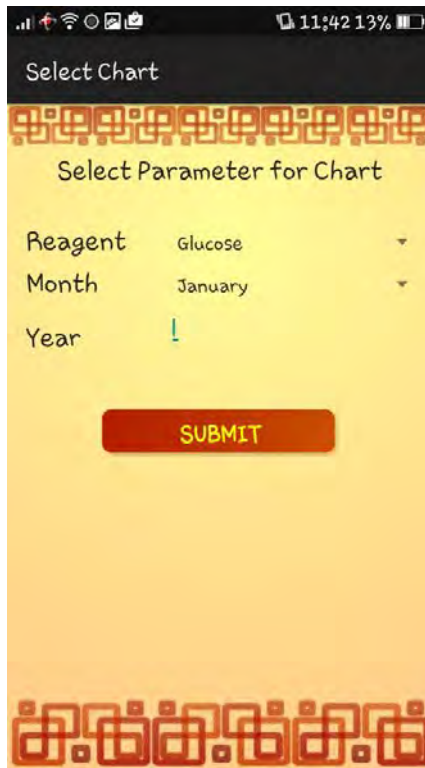 11:42 13%
Select Chart
Select Parameter for Chart
Reagent Glucose
Month January
Year
SUBMIT